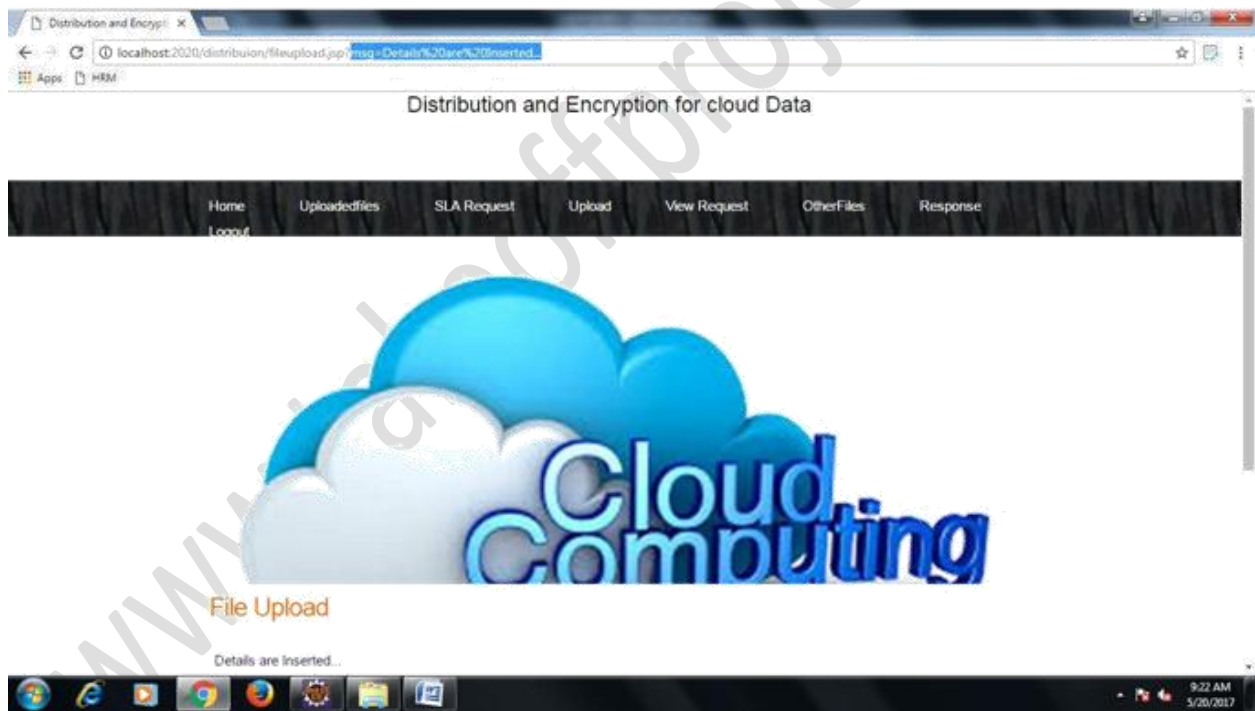 Distribution and Encrypt
localhost:2020/distribuion/fileupload.jsp?msg=Details%20are%20Inserted...
Apps HRM
Distribution and Encryption for cloud Data
Home Uploadedfiles SLA Request Upload View Request OtherFiles Response
Logout
Cloud
Computing
File Upload
Details are Inserted...
9:22 AM
5/20/2017